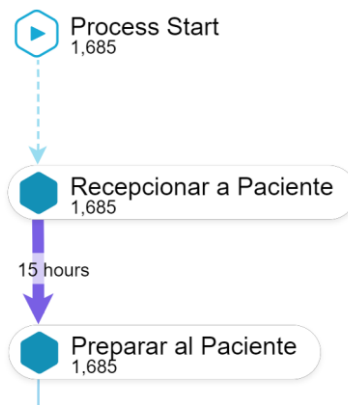 Process Start
1,685
Recepcionar a Paciente
1,685
15 hours
Preparar al Paciente
1,685